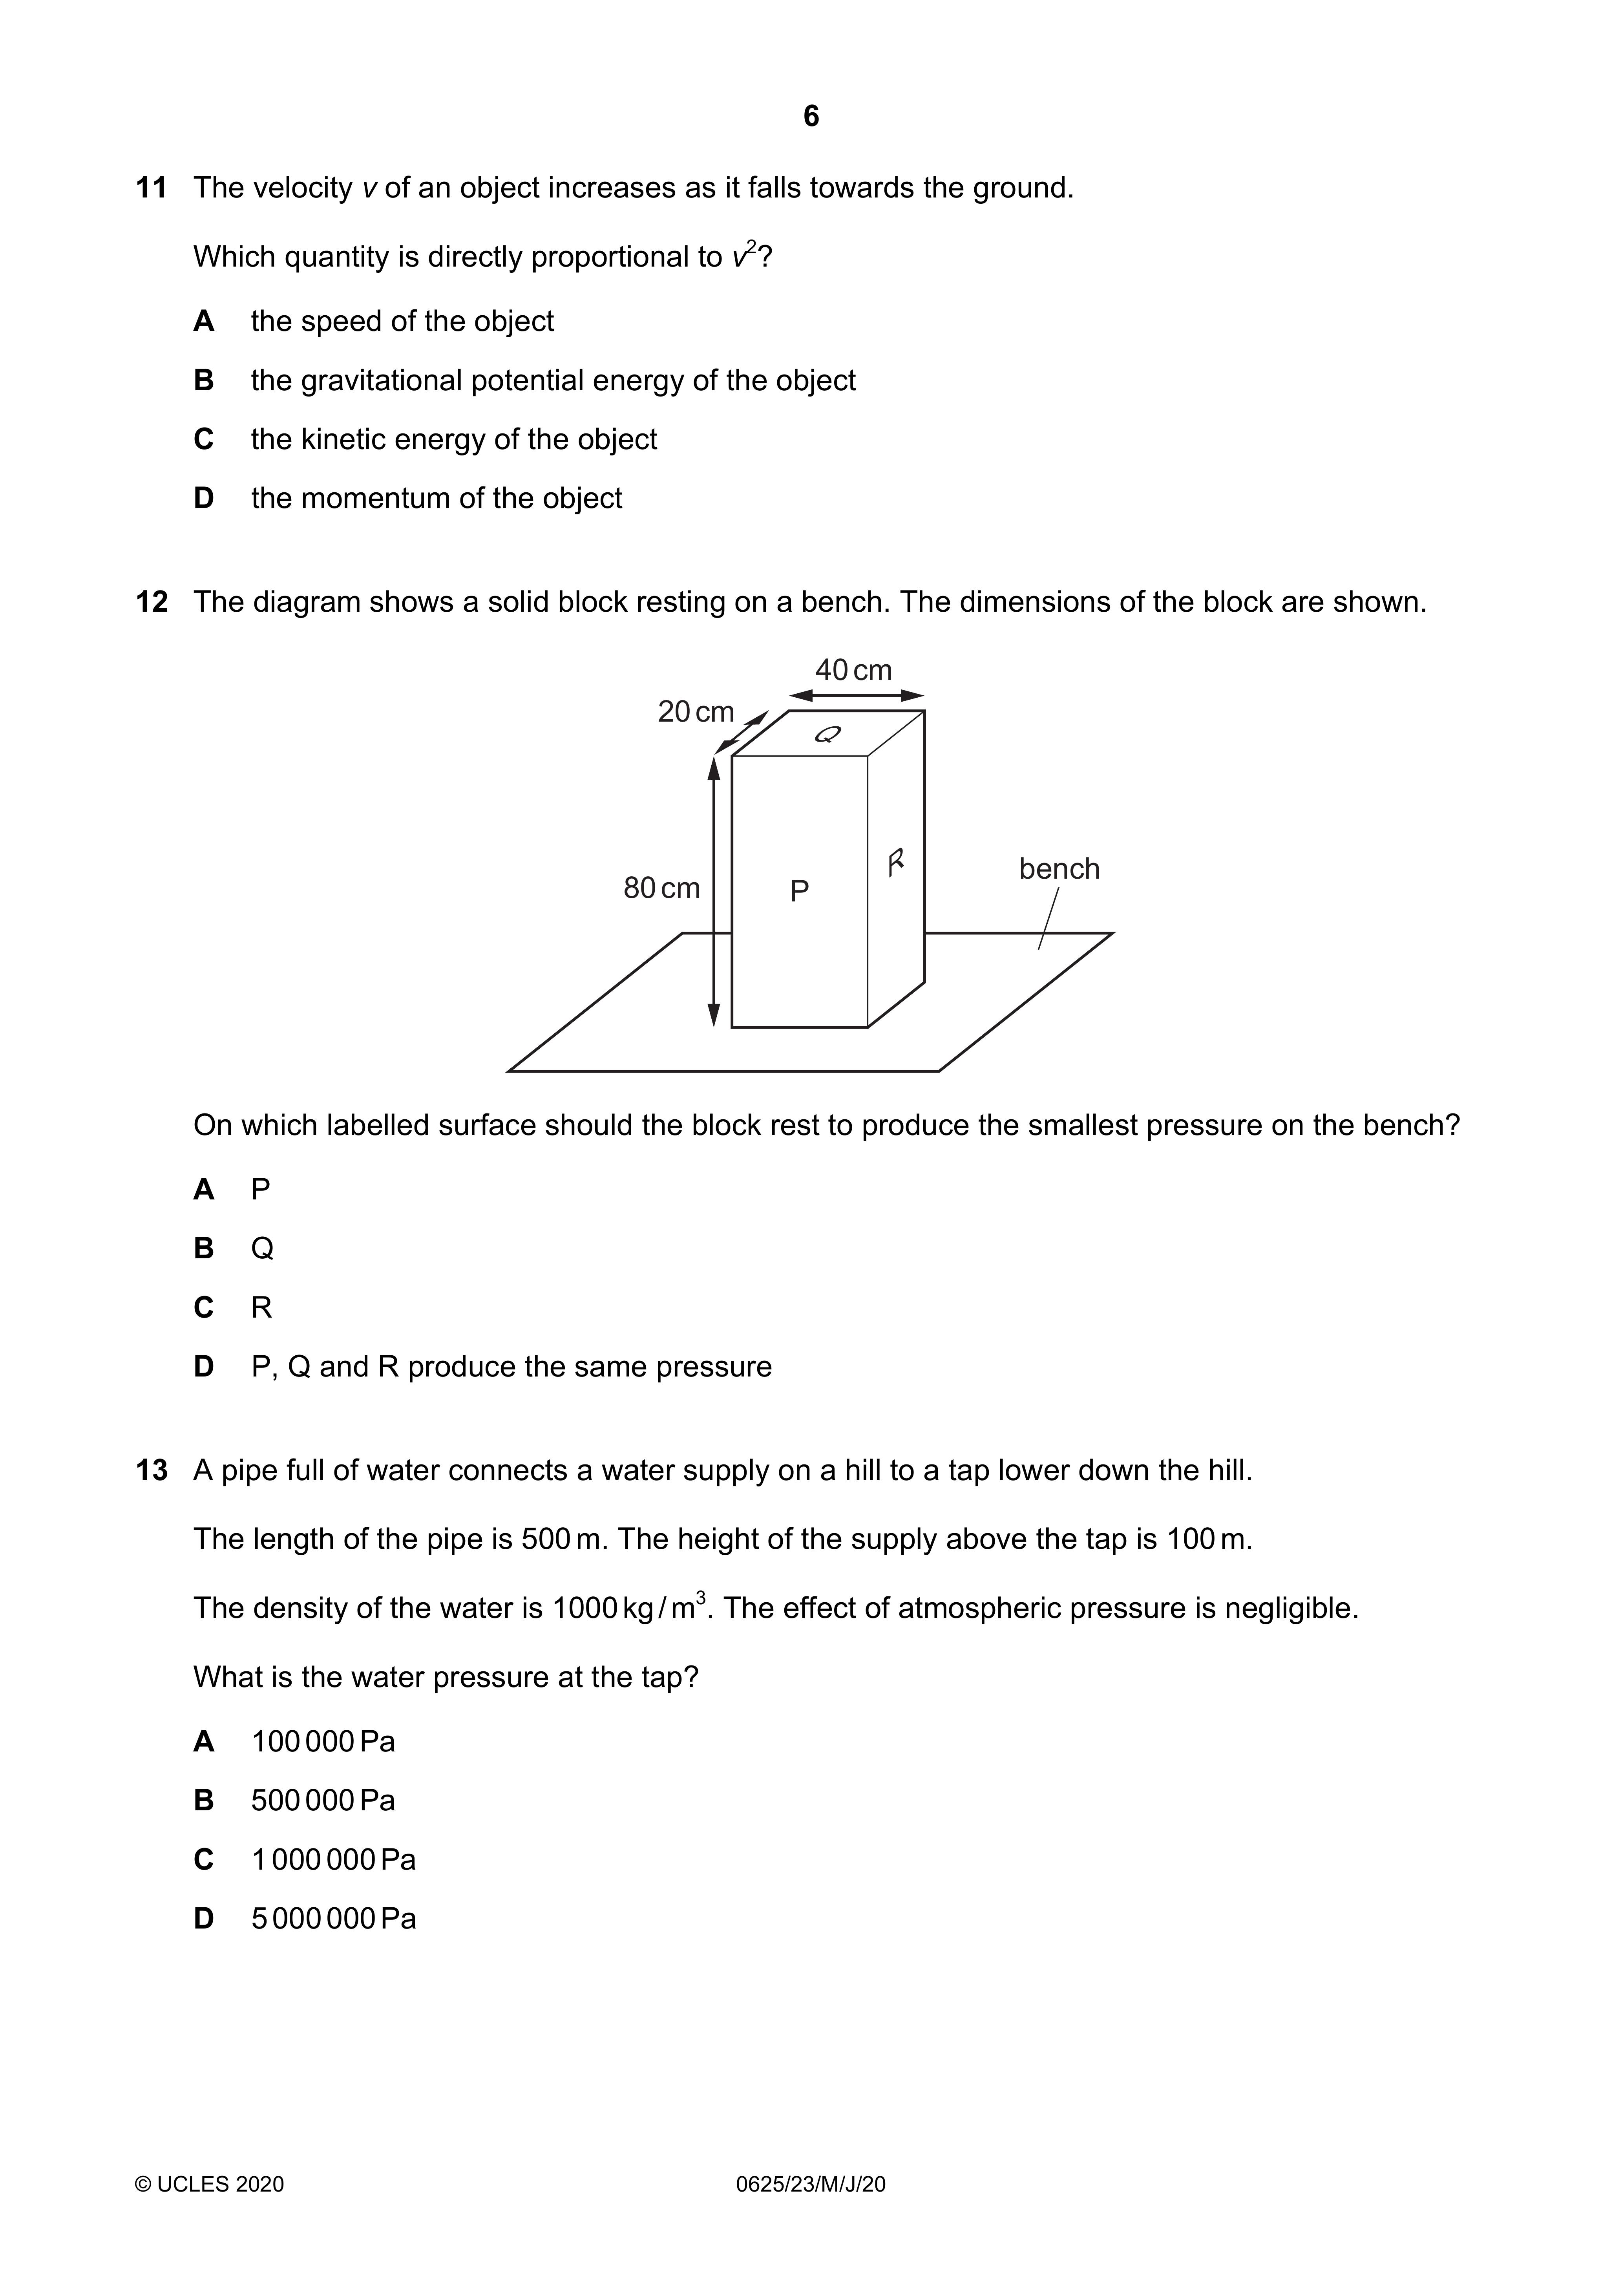 6
11 The velocity v of an object increases as it falls towards the ground.
Which quantity is directly proportional to v²?
A the speed of the object
B the gravitational potential energy of the object
C the kinetic energy of the object
D the momentum of the object
12 The diagram shows a solid block resting on a bench. The dimensions of the block are shown.
40 cm
20 cm
Q
R
bench
80 cm
P
On which labelled surface should the block rest to produce the smallest pressure on the bench?
A P
B Q
C R
D P, Q and R produce the same pressure
13 A pipe full of water connects a water supply on a hill to a tap lower down the hill.
The length of the pipe is 500 m. The height of the supply above the tap is 100 m.
The density of the water is 1000 kg / m³. The effect of atmospheric pressure is negligible.
What is the water pressure at the tap?
A 100 000 Pa
B 500 000 Pa
C 1 000 000 Pa
D 5 000 000 Pa
© UCLES 2020 0625/23/M/J/20